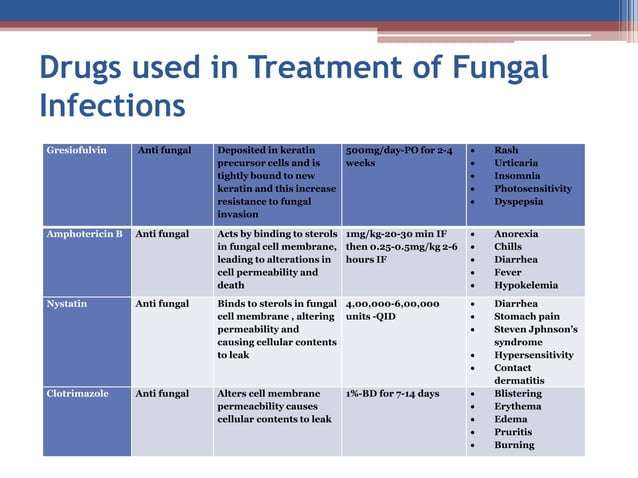 Drugs used in Treatment of Fungal
Infections
Gresiofulvin
Anti fungal
Deposited in keratin
precursor cells and is
tightly bound to new
keratin and this increase
resistance to fungal
invasion
500mg/day-PO for 2-4
weeks
• Rash
• Urticaria
• Insomnia
• Photosensitivity
• Dyspepsia
Amphotericin B
Anti fungal
Acts by binding to sterols
in fungal cell membrane,
leading to alterations in
cell permeability and
death
1mg/kg-20-30 min IF
then 0.25-0.5mg/kg 2-6
hours IF
• Anorexia
• Chills
• Diarrhea
• Fever
• Hypokelemia
Nystatin
Anti fungal
Binds to sterols in fungal
cell membrane , altering
permeability and
causing cellular contents
to leak
4,00,000-6,00,000
units -QID
• Diarrhea
• Stomach pain
• Steven Jphnson's
syndrome
• Hypersensitivity
• Contact
dermatitis
Clotrimazole
Anti fungal
Alters cell membrane
permeacbility causes
cellular contents to leak
1%-BD for 7-14 days
• Blistering
• Erythema
• Edema
• Pruritis
• Burning